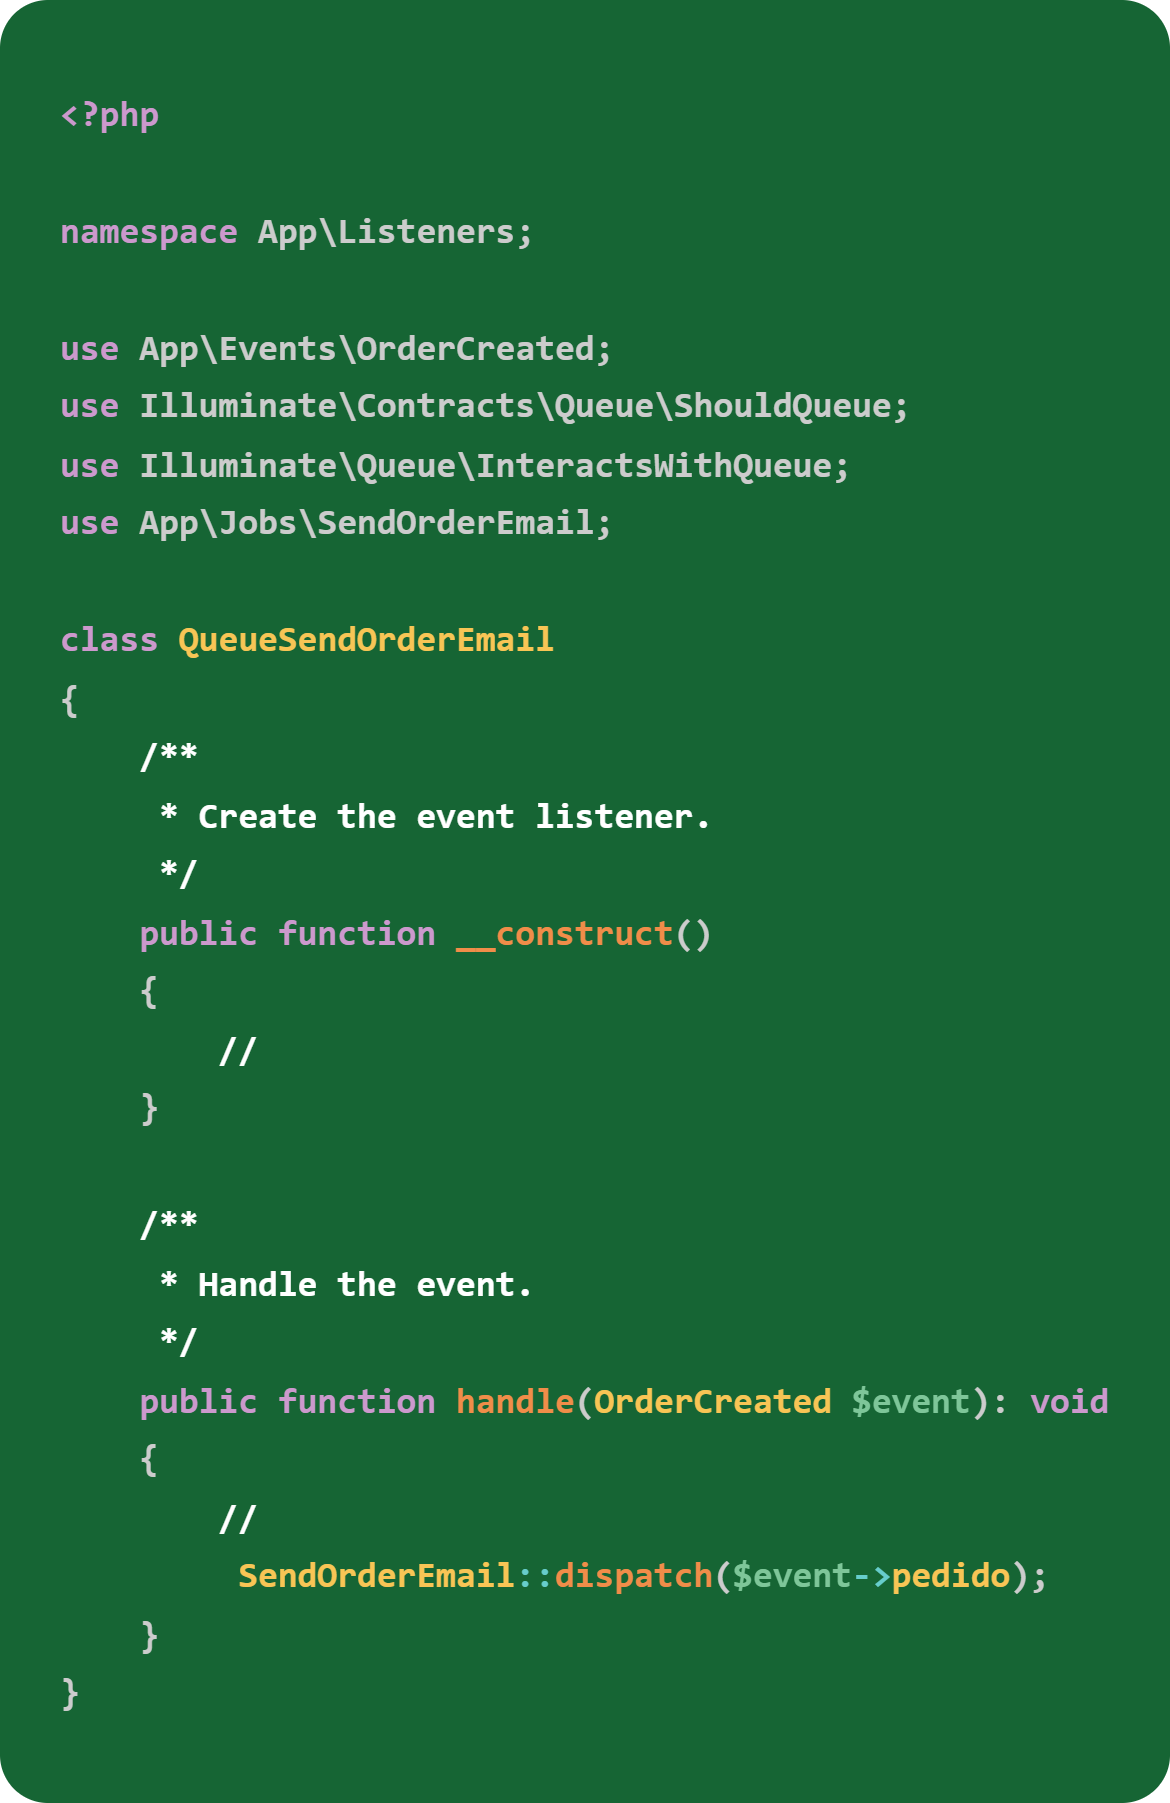 <?php

namespace App\Listeners;

use App\Events\OrderCreated;
use Illuminate\Contracts\Queue\ShouldQueue;
use Illuminate\Queue\InteractsWithQueue;
use App\Jobs\SendOrderEmail;

class QueueSendOrderEmail
{
    /**
     * Create the event listener.
     */
    public function __construct()
    {
        //
    }

    /**
     * Handle the event.
     */
    public function handle(OrderCreated $event): void
    {
        //
         SendOrderEmail::dispatch($event->pedido);
    }
}